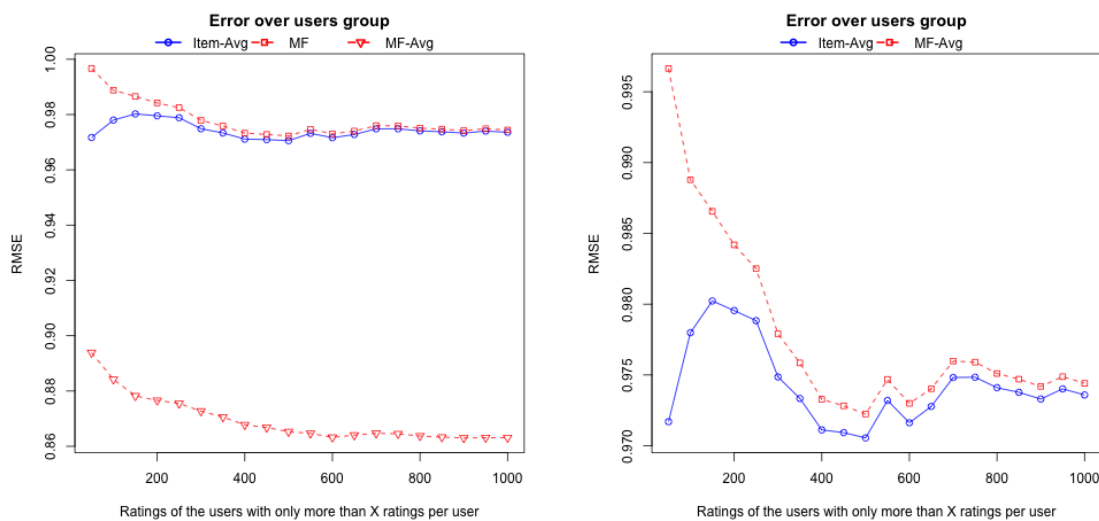 Error over users group
Item-Avg MF MF-Avg
RMSE
1.00
0.98
0.96
0.94
0.92
0.90
0.88
0.86
200 400 600 800 1000
Ratings of the users with only more than X ratings per user
Error over users group
Item-Avg MF-Avg
RMSE
0.995
0.990
0.985
0.980
0.975
0.970
200 400 600 800 1000
Ratings of the users with only more than X ratings per user